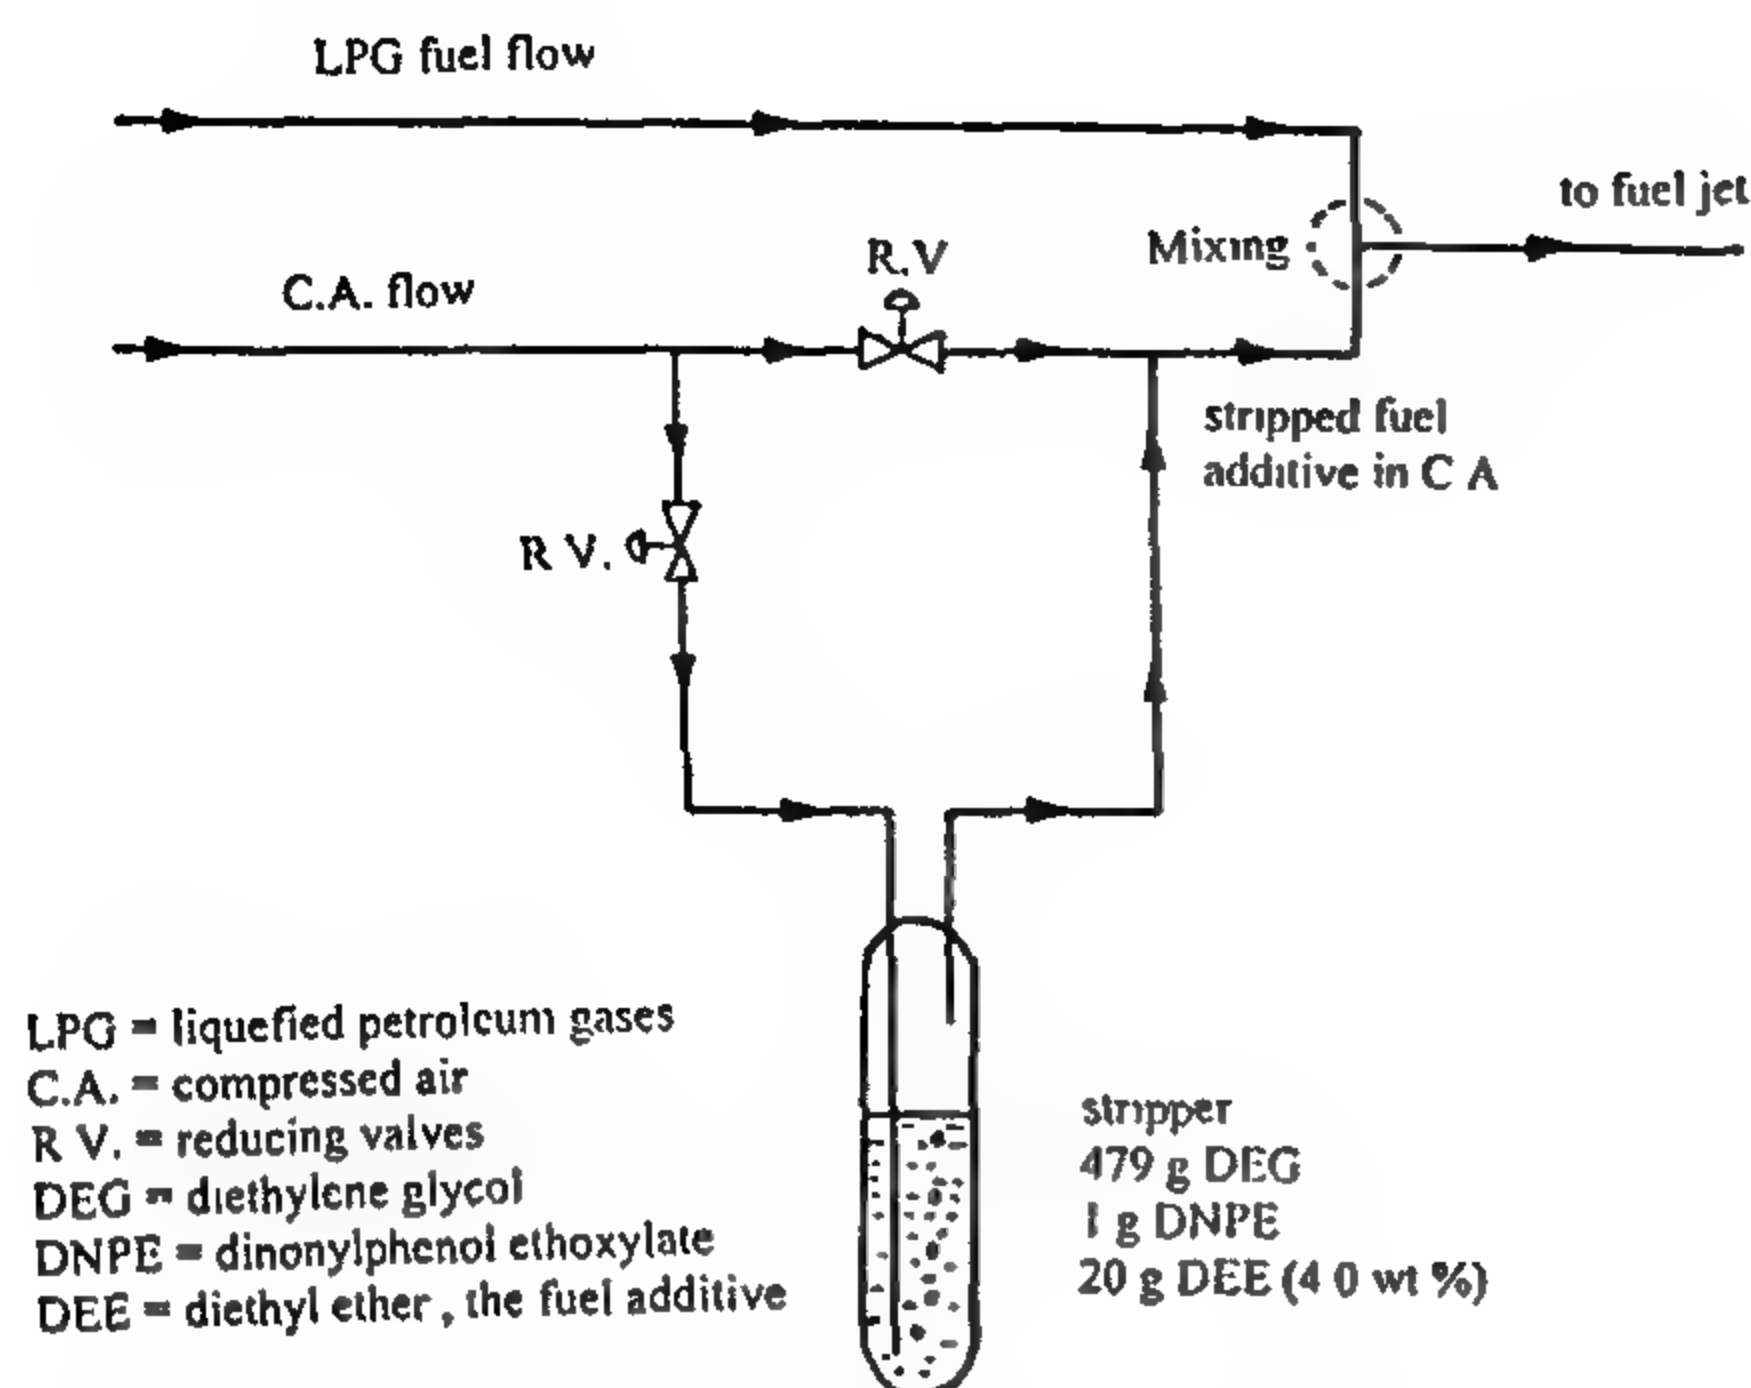 LPG fuel flow
to fuel jet
Mixing
R.V
C.A. flow
stripped fuel
additive in C A
R V.
LPG = liquefied petroleum gases
C.A. = compressed air
R V. = reducing valves
DEG = diethylene glycol
DNPE = dinonylphenol ethoxylate
DEE = diethyl ether, the fuel additive
stripper
479 g DEG
1 g DNPE
20 g DEE (4 0 wt %)